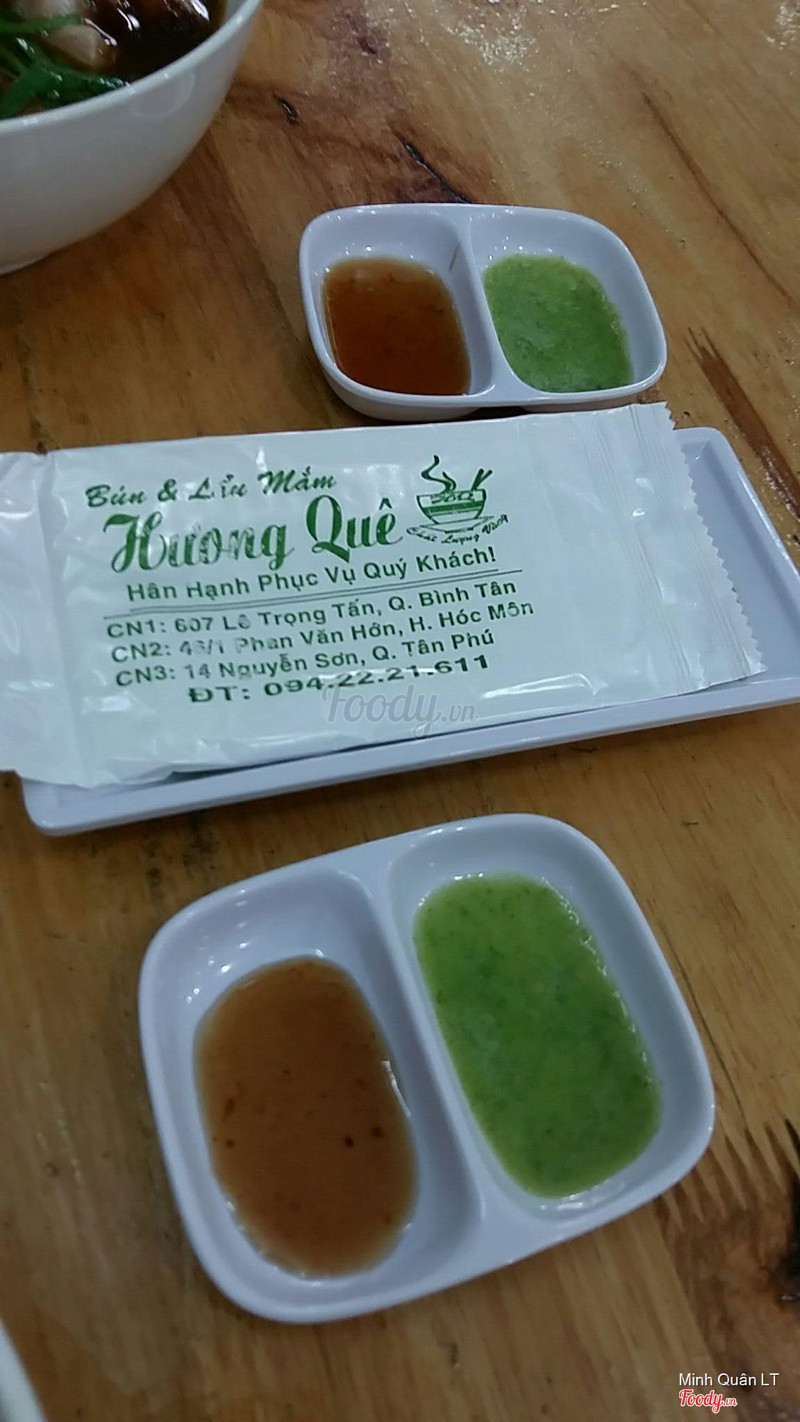 Bún & Lẩu Mắm
Hương Quê
Chất Lượng
Hân Hạnh Phục Vụ Quý Khách!
CN1: 607 Lê Trọng Tấn, Q. Bình Tân
CN2: Phan Văn Hớn, H. Hóc Môn
CN3: 14 Nguyễn Sơn, Q. Tân Phú
ĐT: 094.22.21.611
Foody.vn
Minh Quân LT
Foody.vn